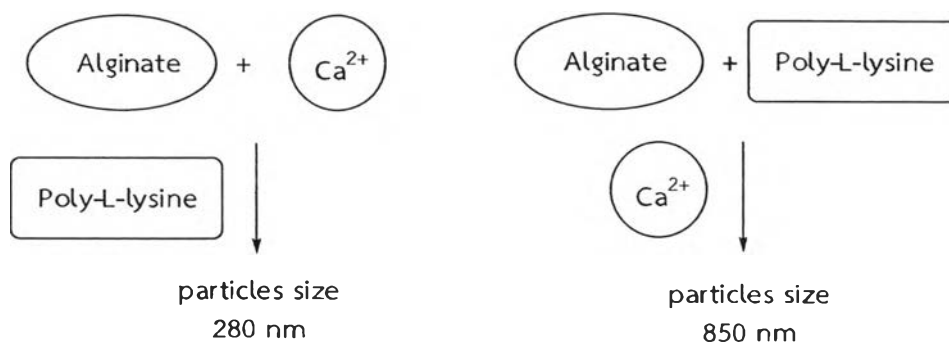 Alginate + Ca²⁺
Poly-L-lysine
particles size
280 nm
Alginate + Poly-L-lysine
Ca²⁺
particles size
850 nm